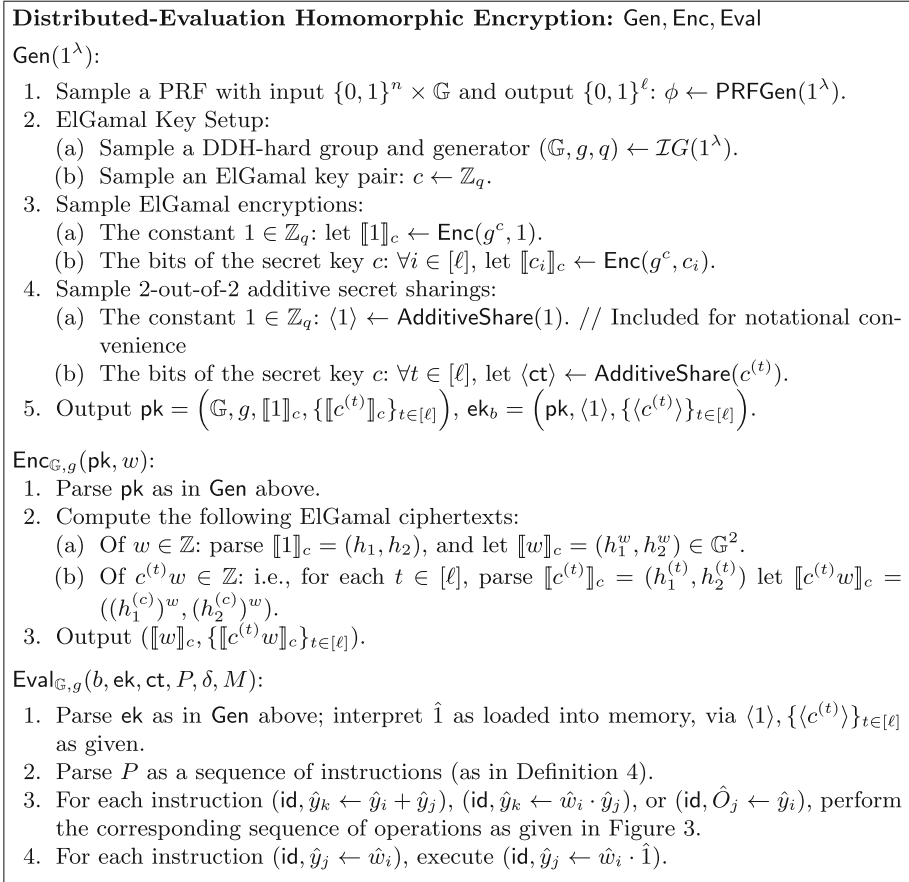 Distributed-Evaluation Homomorphic Encryption: Gen, Enc, Eval
Gen(1^λ):
1. Sample a PRF with input {0, 1}^n × 𝔾 and output {0, 1}^ℓ: ϕ ← PRFGen(1^λ).
2. ElGamal Key Setup:
(a) Sample a DDH-hard group and generator (𝔾, g, q) ← IG(1^λ).
(b) Sample an ElGamal key pair: c ← ℤ_q.
3. Sample ElGamal encryptions:
(a) The constant 1 ∈ ℤ_q: let ⟦1⟧_c ← Enc(g^c, 1).
(b) The bits of the secret key c: ∀i ∈ [ℓ], let ⟦c_i⟧_c ← Enc(g^c, c_i).
4. Sample 2-out-of-2 additive secret sharings:
(a) The constant 1 ∈ ℤ_q: ⟨1⟩ ← AdditiveShare(1). // Included for notational con-
venience
(b) The bits of the secret key c: ∀t ∈ [ℓ], let ⟨ct⟩ ← AdditiveShare(c^(t)).
5. Output pk = (𝔾, g, ⟦1⟧_c, {⟦c^(t)⟧_c}_{t∈[ℓ]}), ek_b = (pk, ⟨1⟩, {⟨c^(t)⟩}_{t∈[ℓ]}).
Enc_{𝔾,g}(pk, w):
1. Parse pk as in Gen above.
2. Compute the following ElGamal ciphertexts:
(a) Of w ∈ ℤ: parse ⟦1⟧_c = (h_1, h_2), and let ⟦w⟧_c = (h_1^w, h_2^w) ∈ 𝔾^2.
(b) Of c^(t)w ∈ ℤ: i.e., for each t ∈ [ℓ], parse ⟦c^(t)⟧_c = (h_1^(t), h_2^(t)) let ⟦c^(t)w⟧_c =
((h_1^(c))^w, (h_2^(c))^w).
3. Output (⟦w⟧_c, {⟦c^(t)w⟧_c}_{t∈[ℓ]}).
Eval_{𝔾,g}(b, ek, ct, P, δ, M):
1. Parse ek as in Gen above; interpret 1̂ as loaded into memory, via ⟨1⟩, {⟨c^(t)⟩}_{t∈[ℓ]}
as given.
2. Parse P as a sequence of instructions (as in Definition 4).
3. For each instruction (id, ŷ_k ← ŷ_i + ŷ_j), (id, ŷ_k ← ŵ_i · ŷ_j), or (id, Ô_j ← ŷ_i), perform
the corresponding sequence of operations as given in Figure 3.
4. For each instruction (id, ŷ_j ← ŵ_i), execute (id, ŷ_j ← ŵ_i · 1̂).